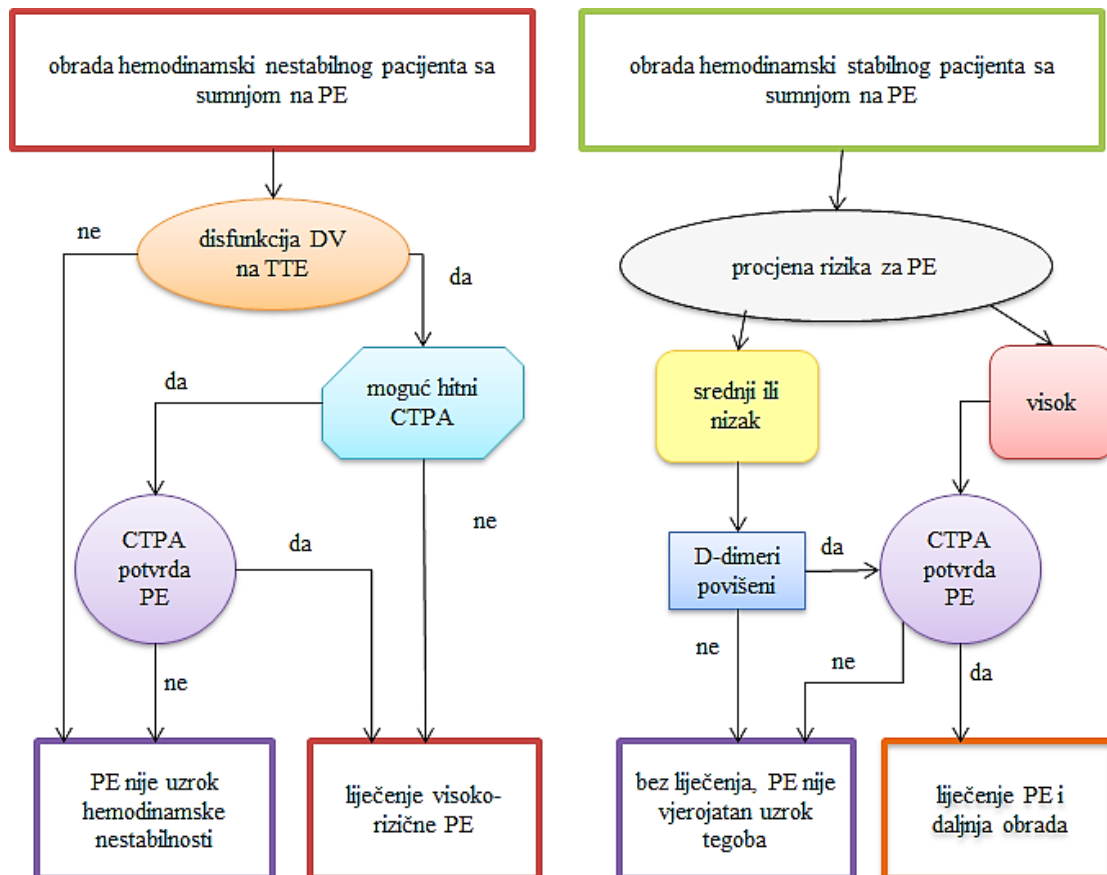 obrada hemodinamski nestabilnog pacijenta sa
sumnjom na PE
ne
disfunkcija DV
na TTE
da
da
moguć hitni
CTPA
CTPA
potvrda
PE
da
ne
ne
PE nije uzrok
hemodinamske
nestabilnosti
liječenje visoko-
rizične PE
obrada hemodinamski stabilnog pacijenta sa
sumnjom na PE
procjena rizika za PE
srednji ili
nizak
visok
D-dimeri
povišeni
da
CTPA
potvrda
PE
ne
ne
da
bez liječenja, PE nije
vjerojatan uzrok
tegoba
liječenje PE i
daljnja obrada